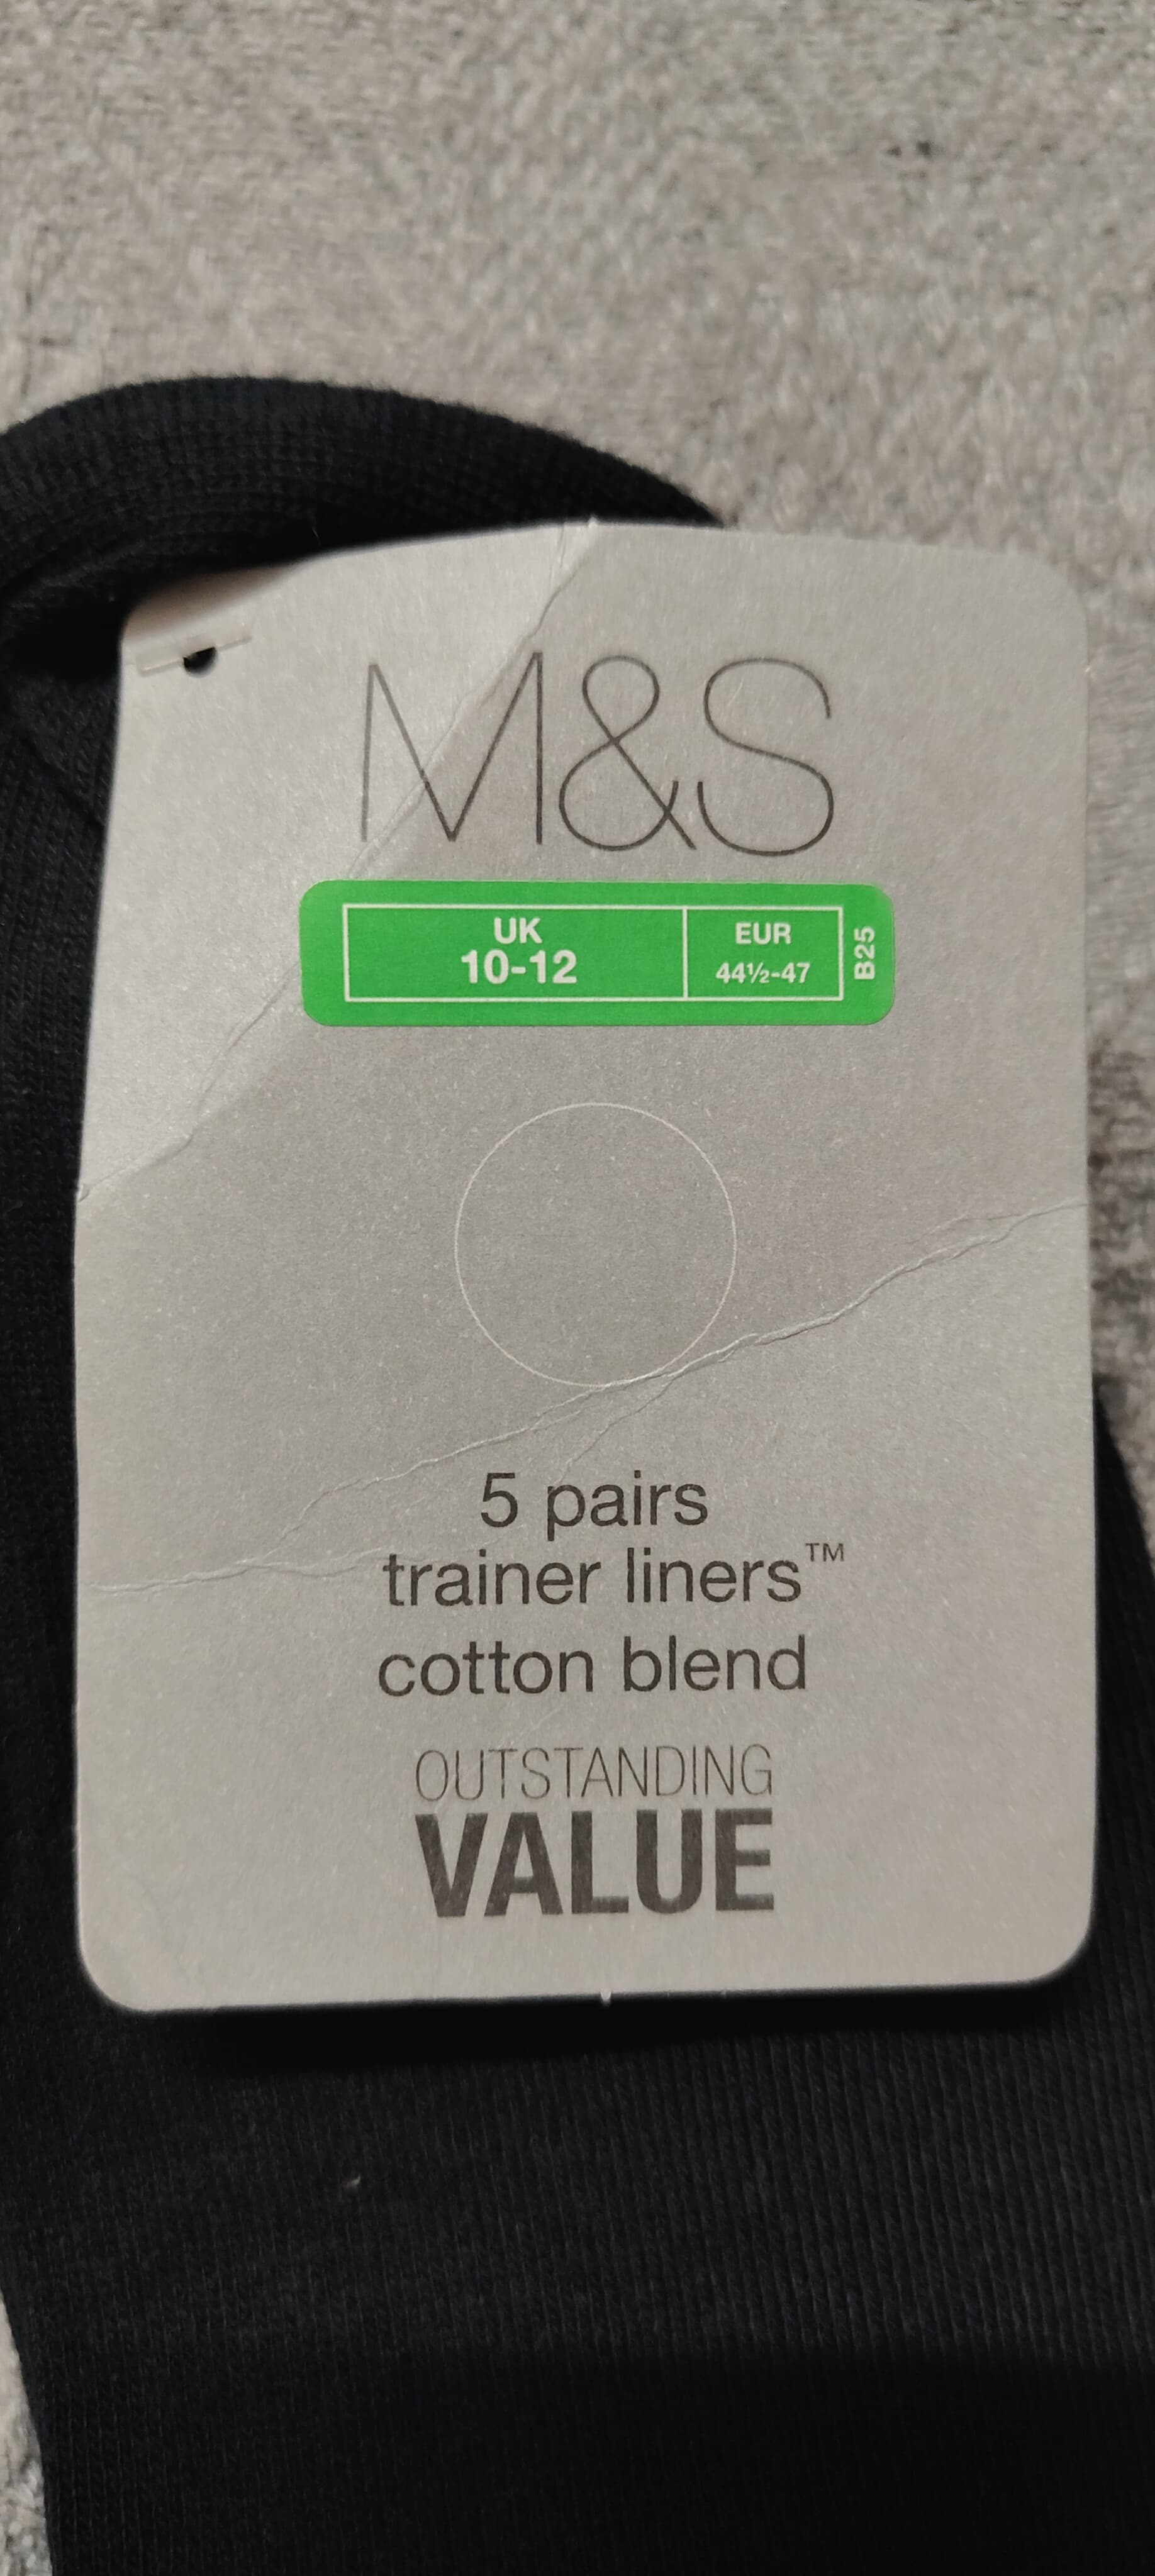 M&S
UK
10-12
EUR
44½-47
B25
5 pairs
trainer liners™
cotton blend
OUTSTANDING
VALUE